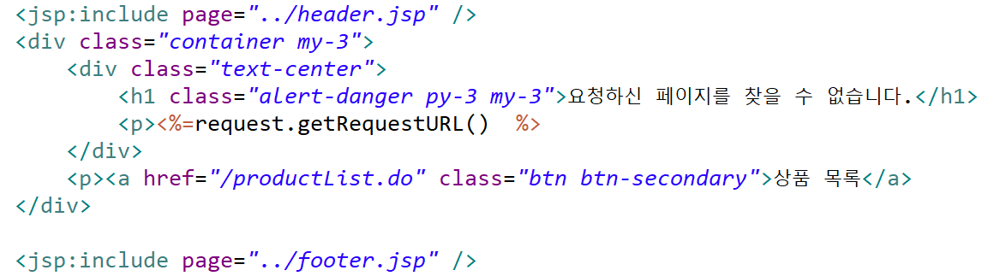 <jsp:include page="../header.jsp" />
<div class="container my-3">
    <div class="text-center">
        <h1 class="alert-danger py-3 my-3">요청하신 페이지를 찾을 수 없습니다.</h1>
        <p><%=request.getRequestURL()  %>
    </div>
    <p><a href="/productList.do" class="btn btn-secondary">상품 목록</a>
</div>

<jsp:include page="../footer.jsp" />